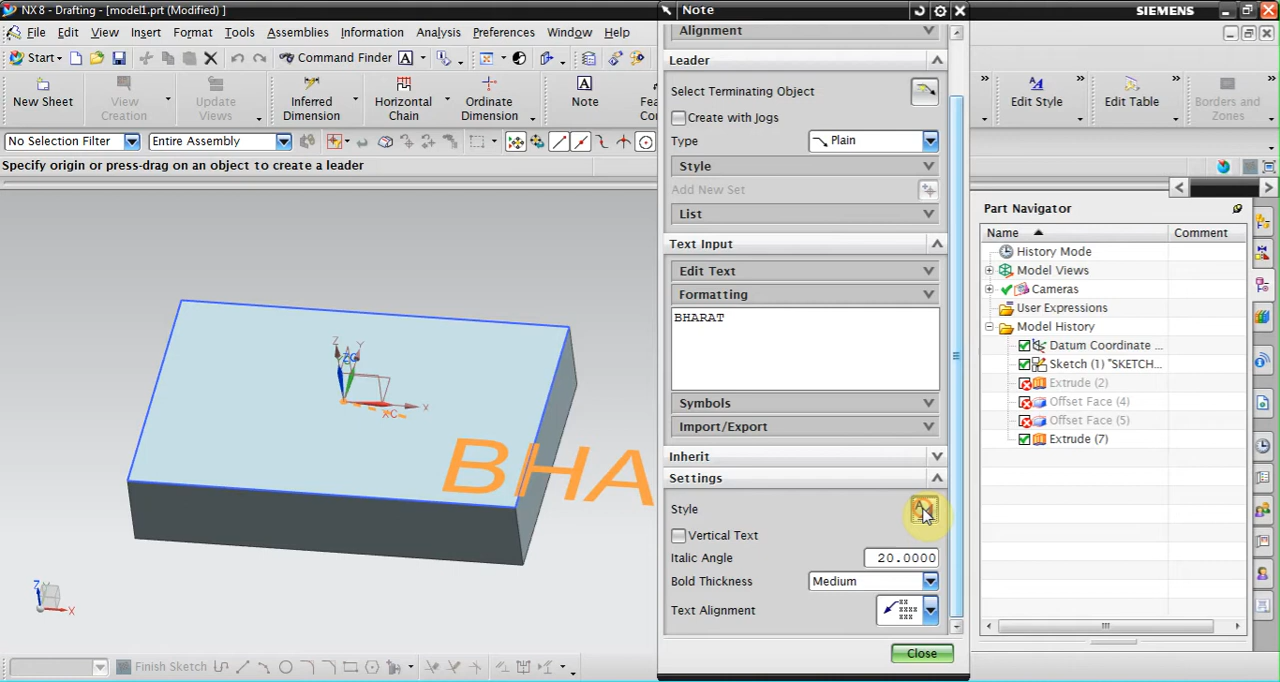 NX 8 - Drafting - [model1.prt (Modified) ]
Note
SIEMENS
File Edit View Insert Format Tools Assemblies Information Analysis Preferences Window Help
Alignment
Start
Command Finder
Leader
New Sheet
View Creation
Update Views
Inferred Dimension
Horizontal Chain
Ordinate Dimension
Note
Select Terminating Object
Edit Style
Edit Table
Borders and Zones
Create with Jogs
No Selection Filter
Entire Assembly
Type
Plain
Specify origin or press-drag on an object to create a leader
Style
Add New Set
List
Part Navigator
Name
Comment
Text Input
History Mode
Edit Text
Model Views
Formatting
Cameras
BHARAT
User Expressions
Model History
Datum Coordinate ...
Sketch (1) "SKETCH...
Extrude (2)
Offset Face (4)
Offset Face (5)
Extrude (7)
Z
Y
ZC
X
XC
BHA
Symbols
Import/Export
Inherit
Settings
Style
Vertical Text
Italic Angle
20.0000
Bold Thickness
Medium
Text Alignment
Z
X
Close
Finish Sketch